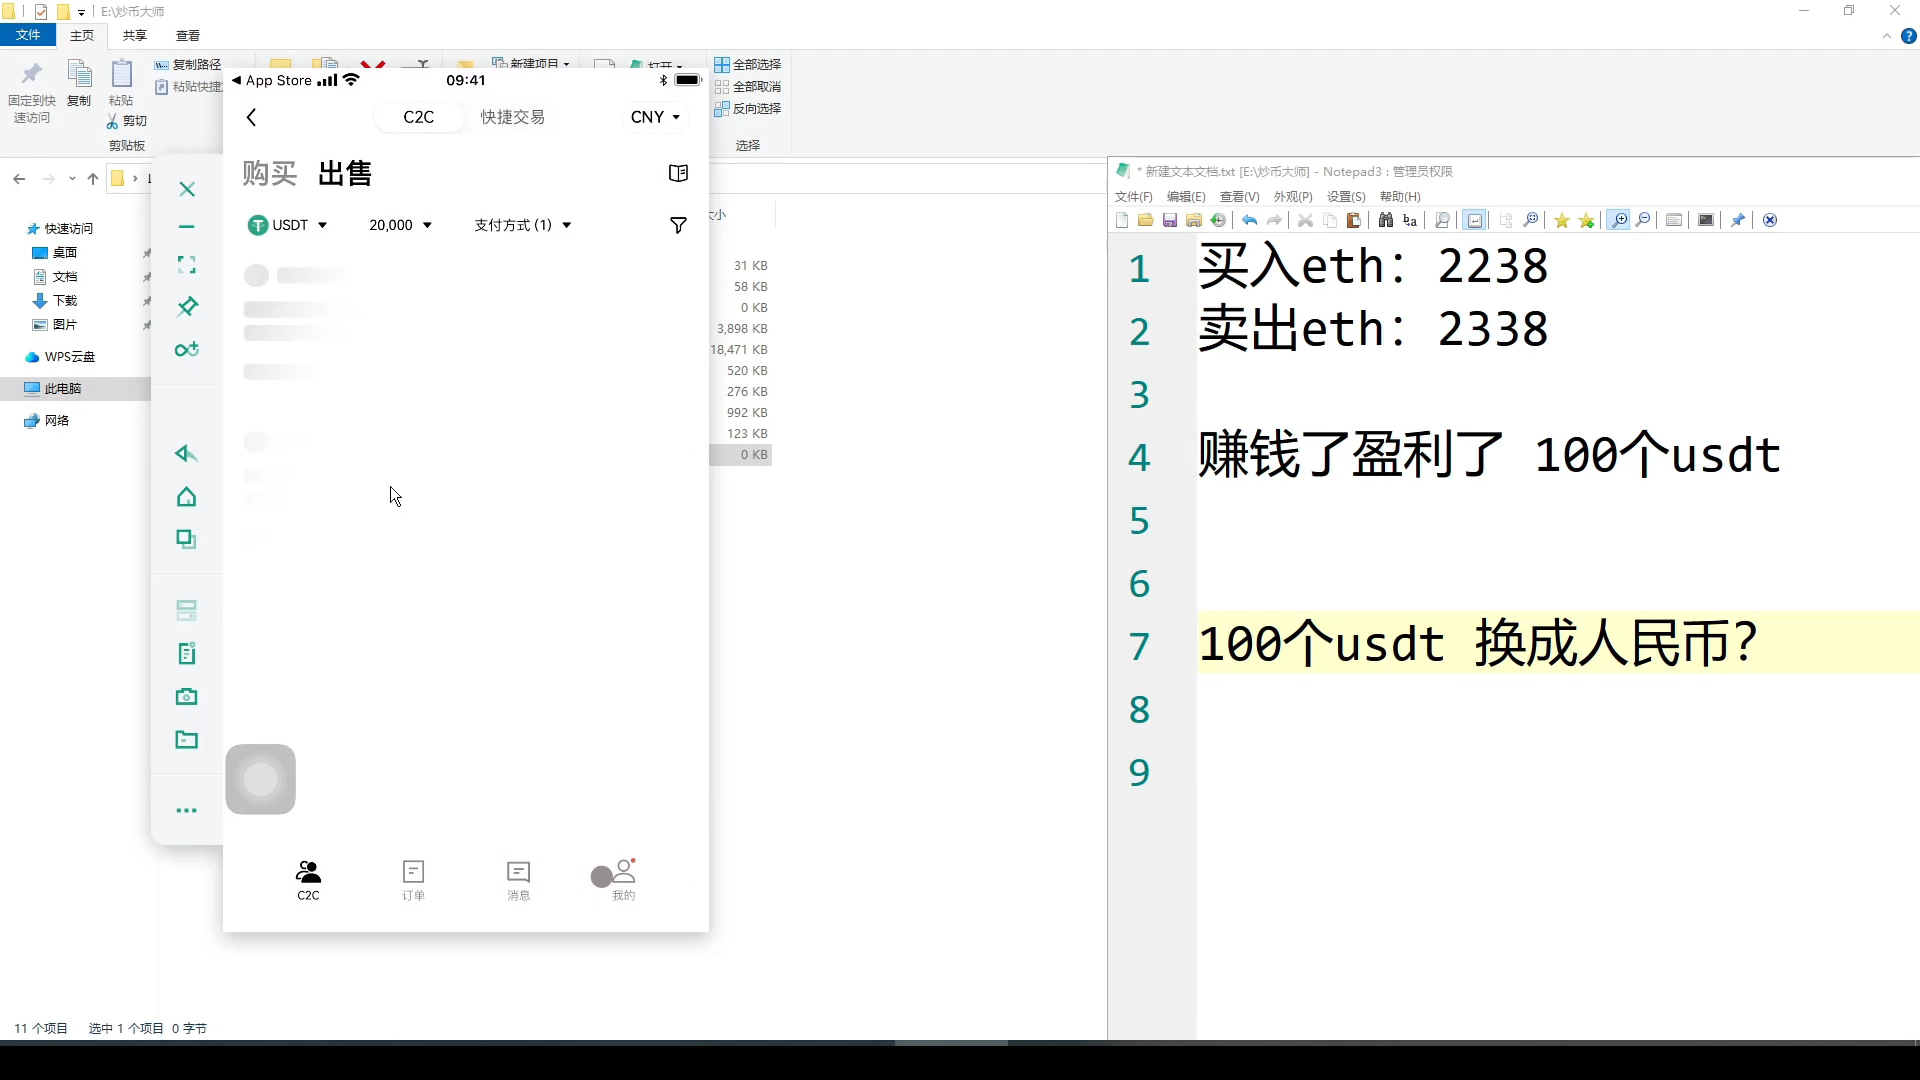 E:\炒币大师
文件 主页 共享 查看
固定到快速访问
复制
粘贴
复制路径
剪切
剪贴板
新建项目
打开
全部选择
全部取消
反向选择
选择
快速访问
桌面
文档
下载
图片
WPS云盘
此电脑
网络
31 KB
58 KB
0 KB
3,898 KB
18,471 KB
520 KB
276 KB
992 KB
123 KB
0 KB
11 个项目 选中 1 个项目 0 字节
App Store 09:41
C2C 快捷交易 CNY
购买 出售
USDT 20,000 支付方式 (1)
C2C 订单 消息 我的
* 新建文本文档.txt [E:\炒币大师] - Notepad3 : 管理员权限
文件(F) 编辑(E) 查看(V) 外观(P) 设置(S) 帮助(H)
1 买入eth：2238
2 卖出eth：2338
3
4 赚钱了盈利了 100个usdt
5
6
7 100个usdt 换成人民币？
8
9